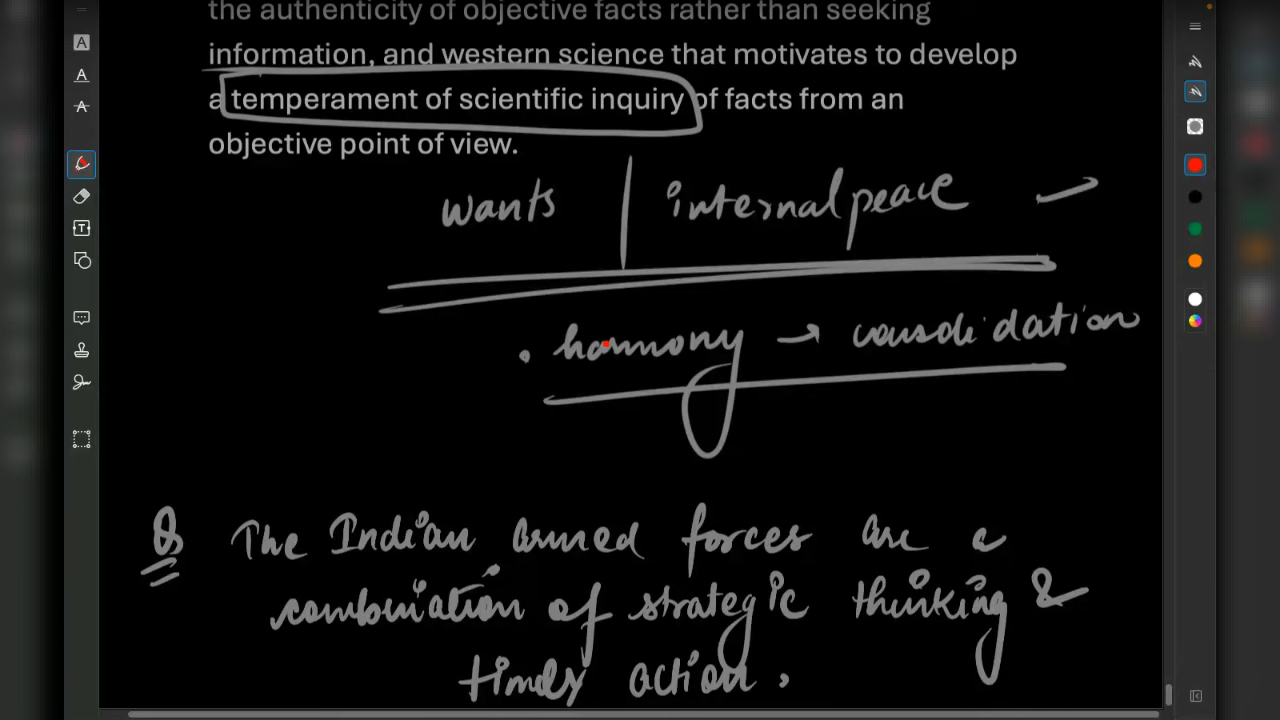 the authenticity of objective facts rather than seeking
information, and western science that motivates to develop
a temperament of scientific inquiry of facts from an
objective point of view.
wants | internal peace
• harmony → consolidation
Q The Indian armed forces are a
combination of strategic thinking &
timely action.